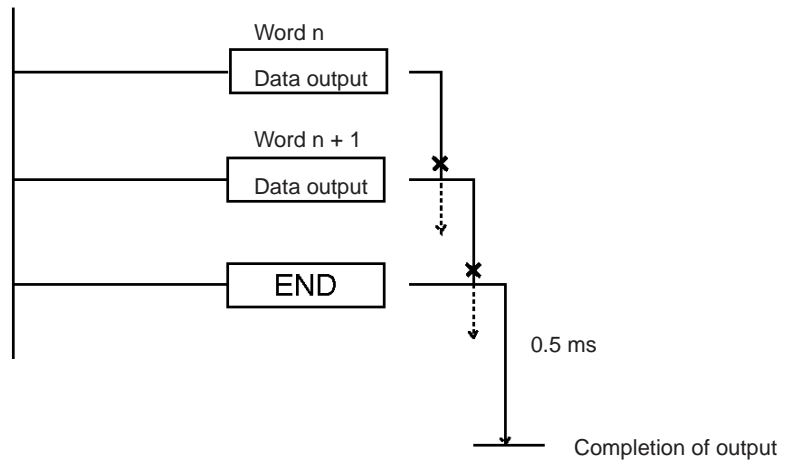 Word n
Data output
Word n + 1
Data output
END
0.5 ms
Completion of output